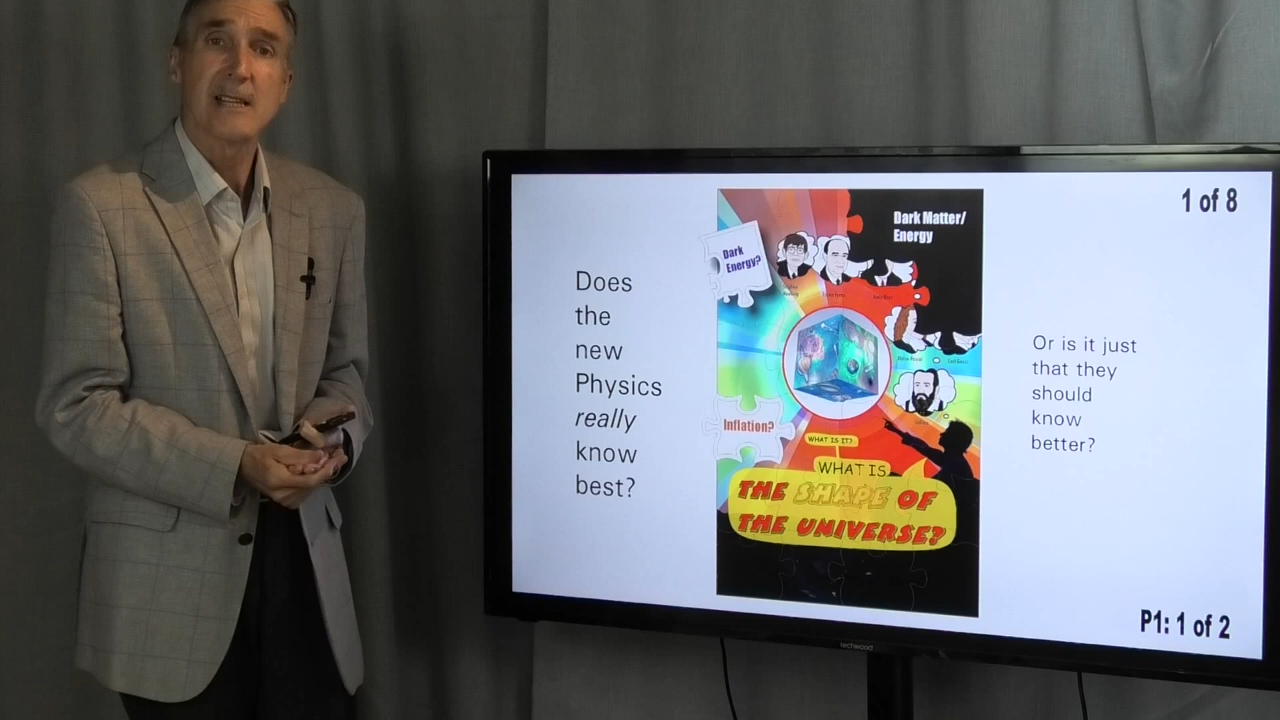 1 of 8
Does
the
new
Physics
really
know
best?
Dark Matter/
Energy
Dark
Energy?
Inflation?
WHAT IS IT?
WHAT IS
THE SHAPE OF
THE UNIVERSE?
Or is it just
that they
should
know
better?
P1: 1 of 2
techwood